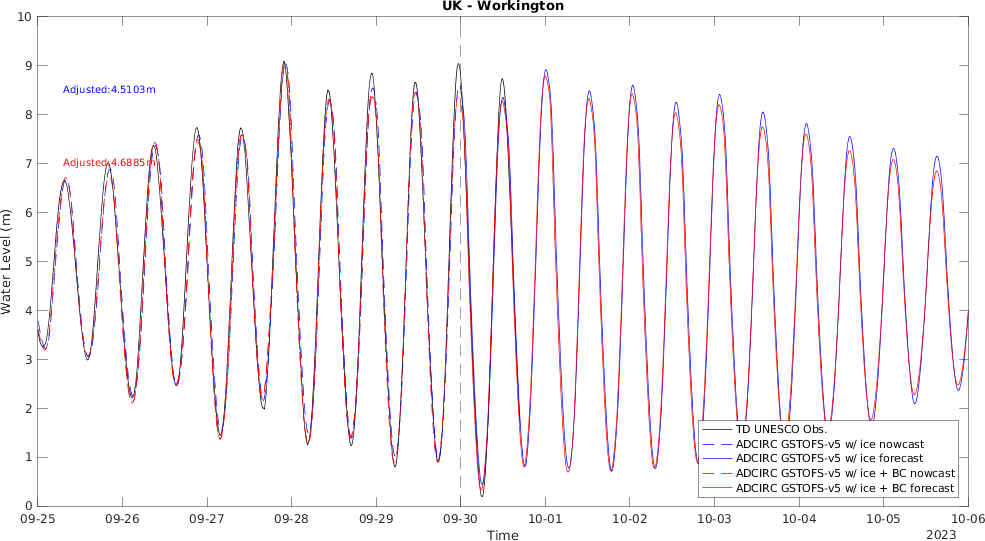 UK - Workington
10
9
8
7
6
5
4
3
2
1
0
Water Level (m)
Adjusted:4.5103m
Adjusted:4.6885m
TD UNESCO Obs.
ADCIRC GSTOFS-v5 w/ ice nowcast
ADCIRC GSTOFS-v5 w/ ice forecast
ADCIRC GSTOFS-v5 w/ ice + BC nowcast
ADCIRC GSTOFS-v5 w/ ice + BC forecast
09-25 09-26 09-27 09-28 09-29 09-30 10-01 10-02 10-03 10-04 10-05 10-06
Time
2023